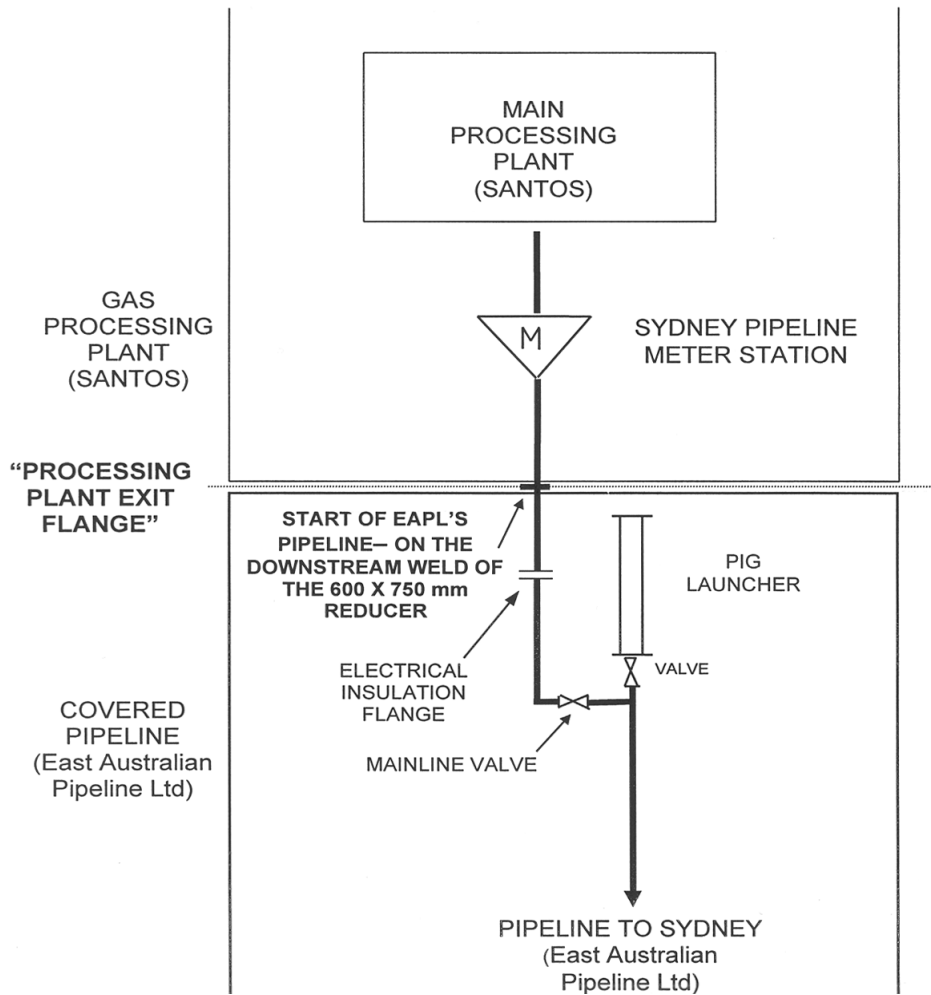 MAIN
PROCESSING
PLANT
(SANTOS)
GAS
PROCESSING
PLANT
(SANTOS)
M
SYDNEY PIPELINE
METER STATION
“PROCESSING
PLANT EXIT
FLANGE”
START OF EAPL'S
PIPELINE– ON THE
DOWNSTREAM WELD OF
THE 600 X 750 mm
REDUCER
PIG
LAUNCHER
VALVE
ELECTRICAL
INSULATION
FLANGE
MAINLINE VALVE
COVERED
PIPELINE
(East Australian
Pipeline Ltd)
PIPELINE TO SYDNEY
(East Australian
Pipeline Ltd)